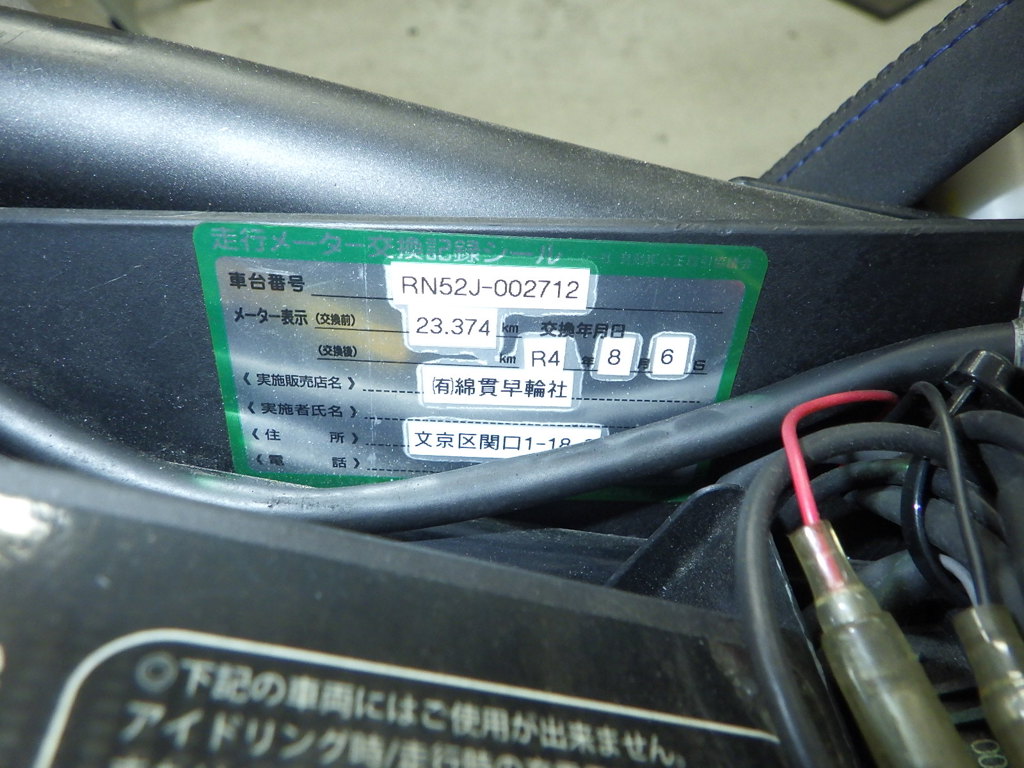 走行メーター交換記録シール
車台番号 RN52J-002712
メーター表示 (交換前) 23.374 km 交換年月日
(交換後) km R4 年 8 月 6 日
《 実施販売店名 》 ㈲綿貫早輪社
《 実施者氏名 》
《 住 所 》 文京区関口1-18
《 電 話 》
◎下記の車両にはご使用が出来ません。
アイドリング時/走行時の